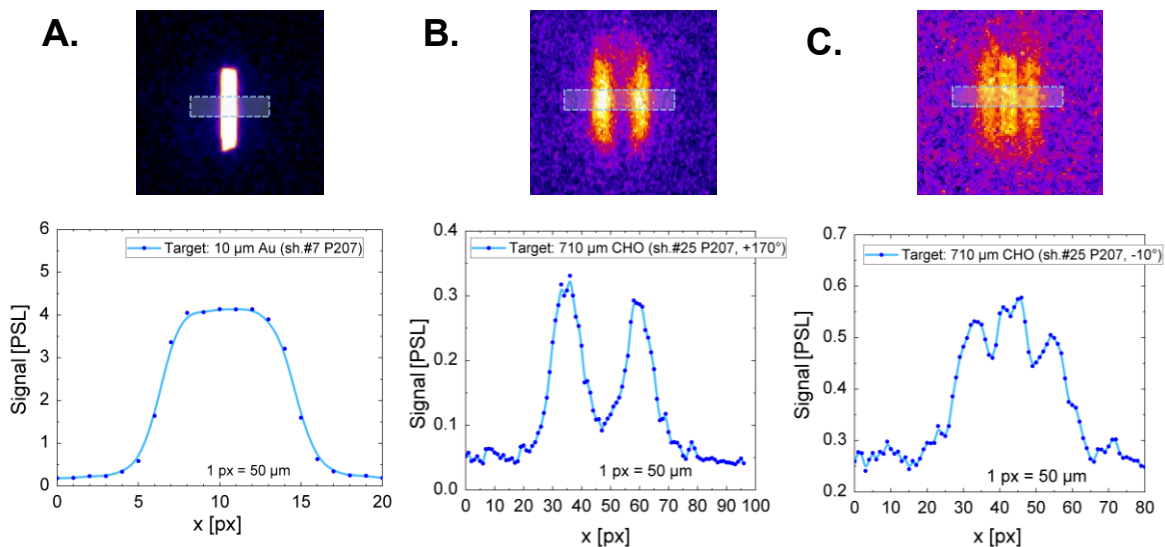 A.
B.
C.
6
5
4
3
2
1
0
Signal [PSL]
Target: 10 µm Au (sh.#7 P207)
1 px = 50 µm
0 5 10 15 20
x [px]
0.4
0.3
0.2
0.1
0.0
Signal [PSL]
Target: 710 µm CHO (sh.#25 P207, +170°)
1 px = 50 µm
0 10 20 30 40 50 60 70 80 90 100
x [px]
0.7
0.6
0.5
0.4
0.3
0.2
Signal [PSL]
Target: 710 µm CHO (sh.#25 P207, -10°)
1 px = 50 µm
0 10 20 30 40 50 60 70 80
x [px]